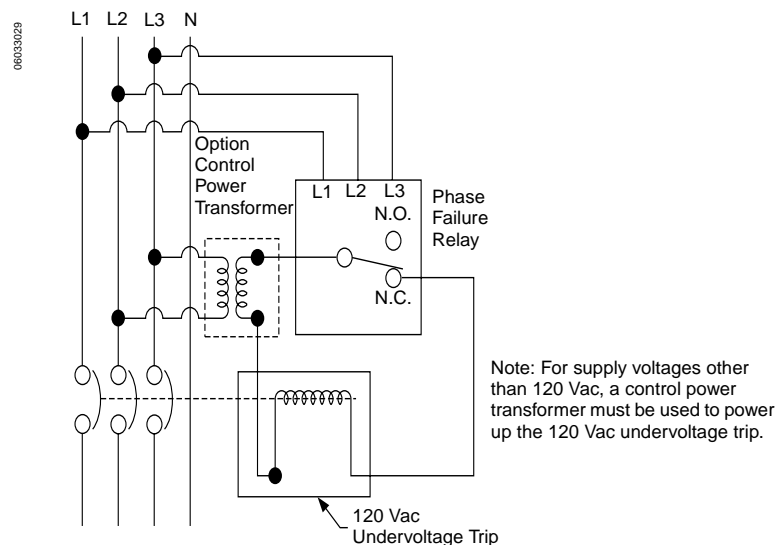 06033029
L1 L2 L3 N
Option
Control
Power
Transformer
L1 L2 L3
N.O.
N.C.
Phase
Failure
Relay
Note: For supply voltages other
than 120 Vac, a control power
transformer must be used to power
up the 120 Vac undervoltage trip.
120 Vac
Undervoltage Trip